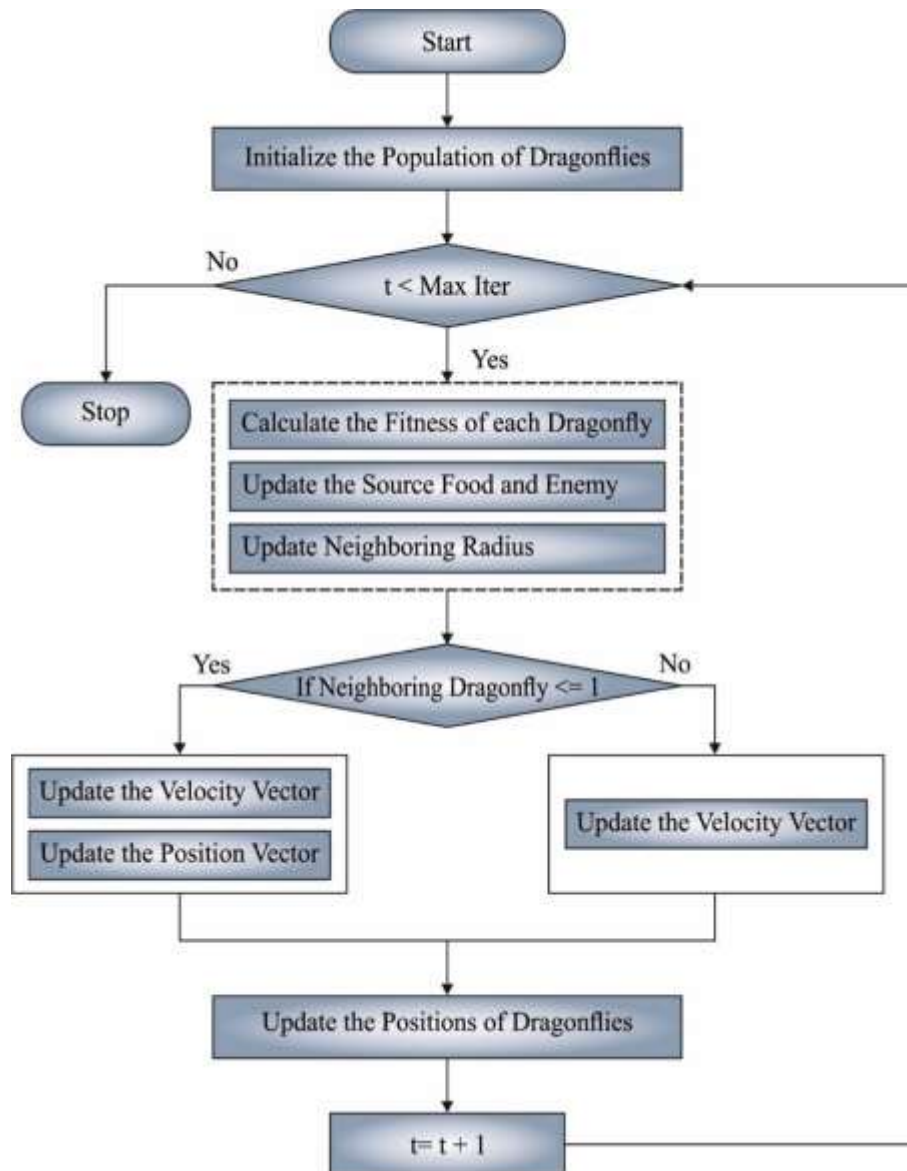 Start
Initialize the Population of Dragonflies
No
t < Max Iter
Yes
Stop
Calculate the Fitness of each Dragonfly
Update the Source Food and Enemy
Update Neighboring Radius
Yes
No
If Neighboring Dragonfly <= 1
Update the Velocity Vector
Update the Position Vector
Update the Velocity Vector
Update the Positions of Dragonflies
t= t + 1